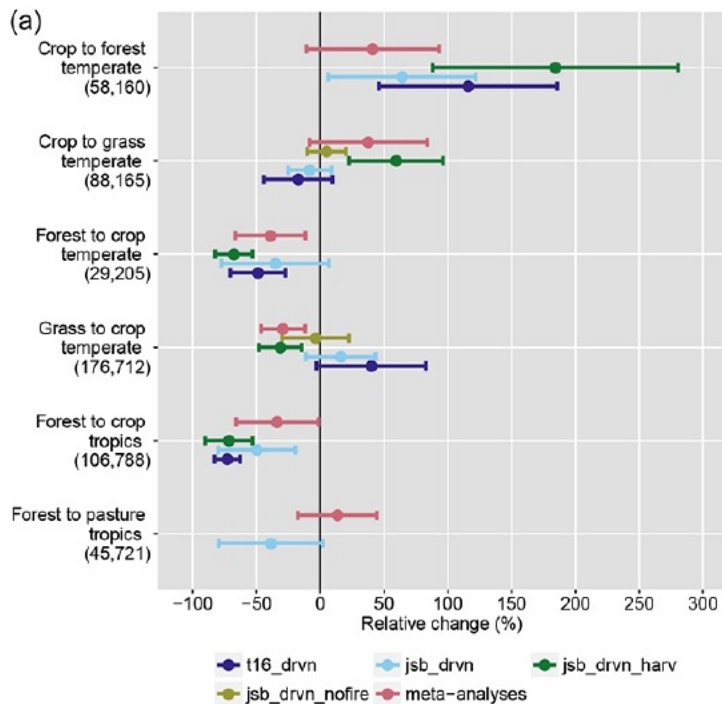 (a)
Crop to forest
temperate
(58,160)
Crop to grass
temperate
(88,165)
Forest to crop
temperate
(29,205)
Grass to crop
temperate
(176,712)
Forest to crop
tropics
(106,788)
Forest to pasture
tropics
(45,721)
−100 −50 0 50 100 150 200 250 300
Relative change (%)
t16_drvn jsb_drvn jsb_drvn_harv
jsb_drvn_nofire meta−analyses